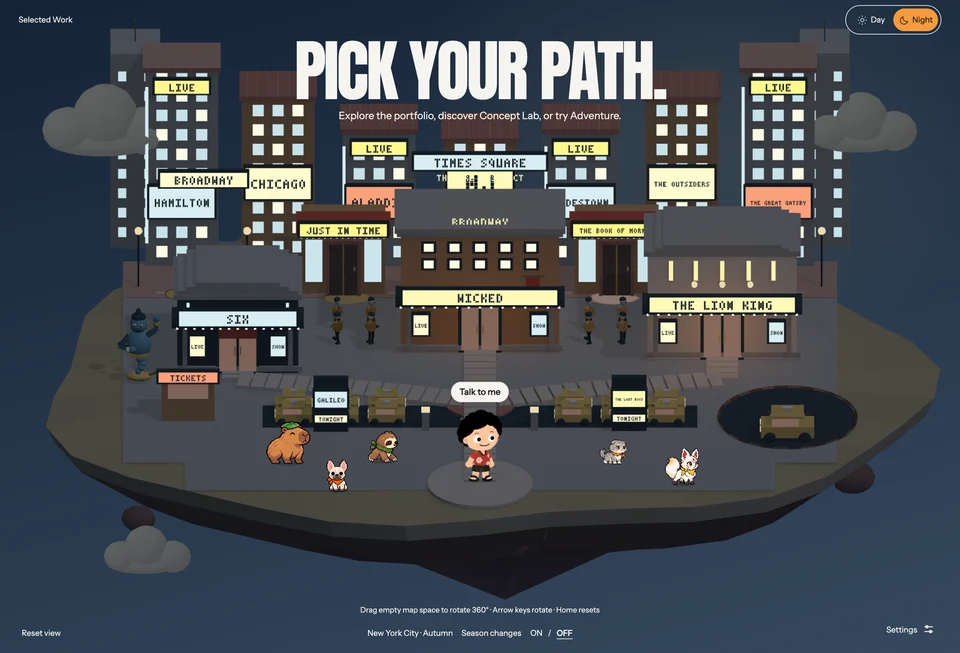 Selected Work
Day
Night
PICK YOUR PATH.
Explore the portfolio, discover Concept Lab, or try Adventure.
LIVE
LIVE
LIVE
LIVE
TIMES SQUARE
BROADWAY
CHICAGO
THE OUTSIDERS
HAMILTON
THE GREAT GATSBY
BROADWAY
JUST IN TIME
THE BOOK OF
WICKED
THE LION KING
SIX
LIVE
SHOW
LIVE
SHOW
LIVE
SHOW
TICKETS
GALILEO
TONIGHT
TONIGHT
Talk to me
Drag empty map space to rotate 360° · Arrow keys rotate · Home resets
Reset view
New York City · Autumn
Season changes
ON / OFF
Settings